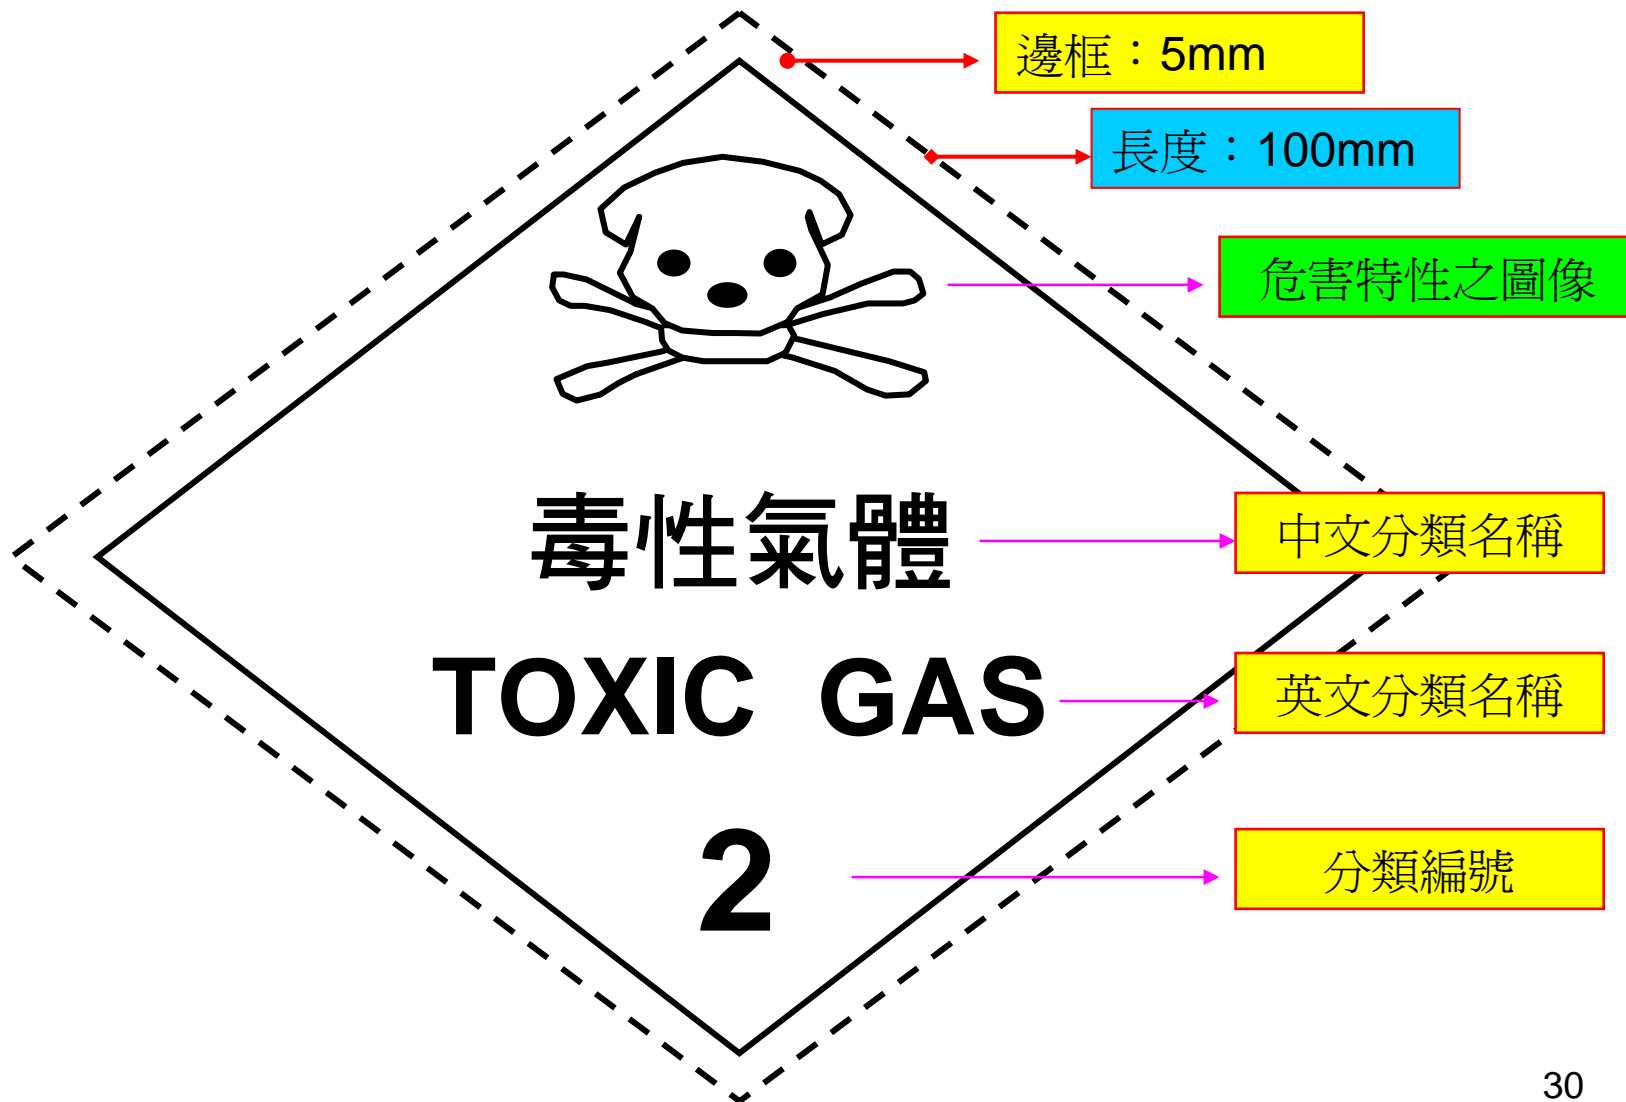 邊框：5mm
長度：100mm
危害特性之圖像
毒性氣體
中文分類名稱
TOXIC GAS
英文分類名稱
2
分類編號
30